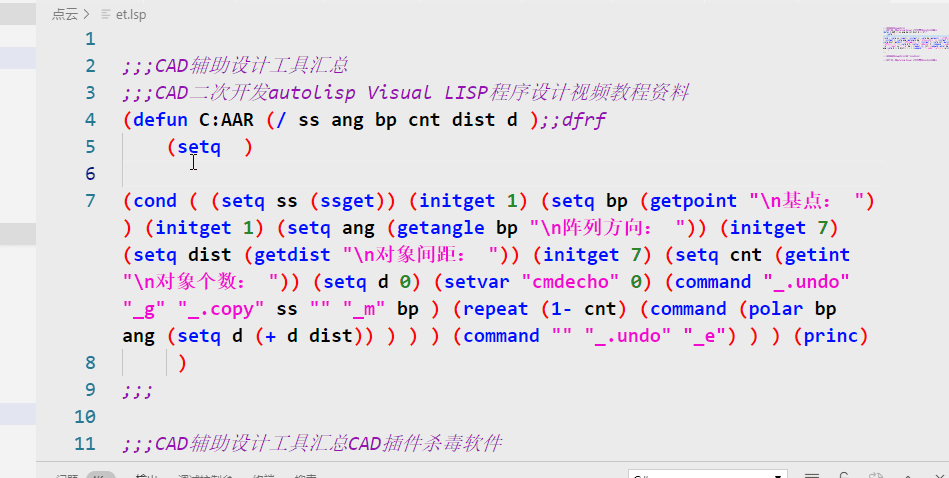 点云 > et.lsp
1
2 ;;;CAD辅助设计工具汇总
3 ;;;CAD二次开发autolisp Visual LISP程序设计视频教程资料
4 (defun C:AAR (/ ss ang bp cnt dist d );;dfrf
5 (setq )
6
7 (cond ( (setq ss (ssget)) (initget 1) (setq bp (getpoint "\n基点： ")
) (initget 1) (setq ang (getangle bp "\n阵列方向： ")) (initget 7)
(setq dist (getdist "\n对象间距： ")) (initget 7) (setq cnt (getint
"\n对象个数： ")) (setq d 0) (setvar "cmdecho" 0) (command "_.undo"
"_g" "_.copy" ss "" "_m" bp ) (repeat (1- cnt) (command (polar bp
ang (setq d (+ d dist)) ) ) ) (command "" "_.undo" "_e") ) ) (princ)
8 )
9 ;;;
10
11 ;;;CAD辅助设计工具汇总CAD插件杀毒软件